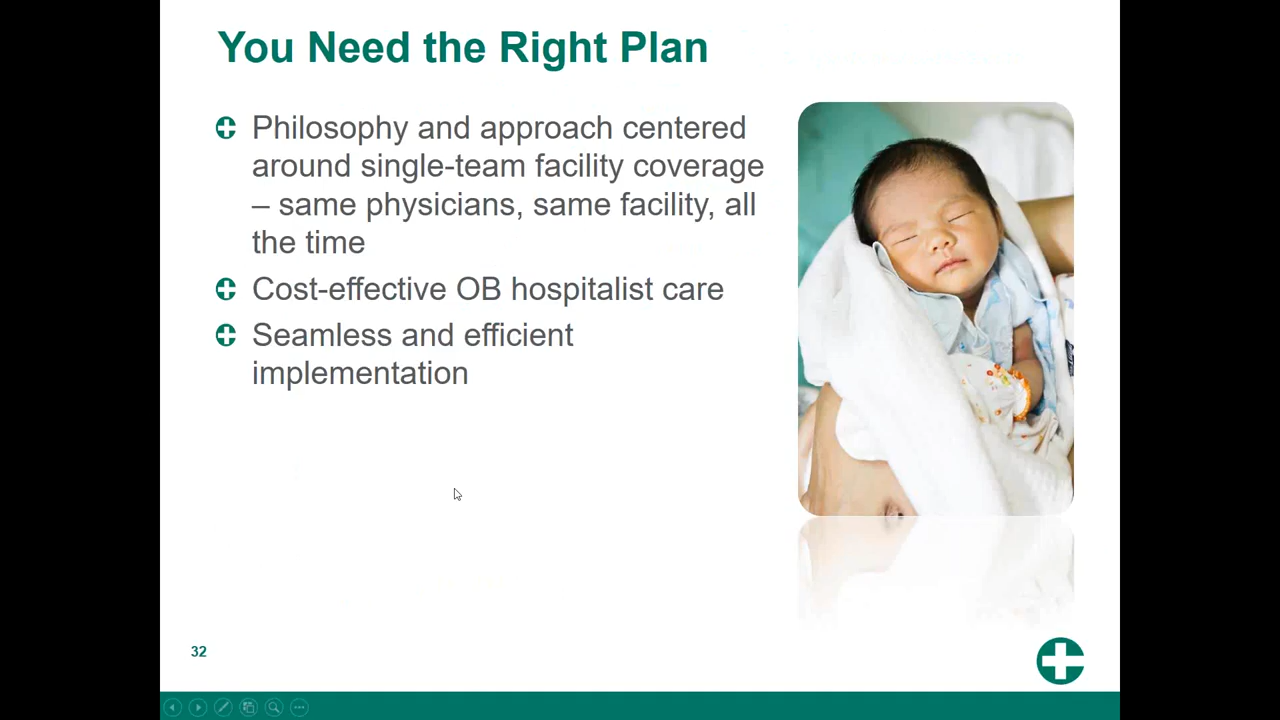 You Need the Right Plan
Philosophy and approach centered
around single-team facility coverage
– same physicians, same facility, all
the time
Cost-effective OB hospitalist care
Seamless and efficient
implementation
32